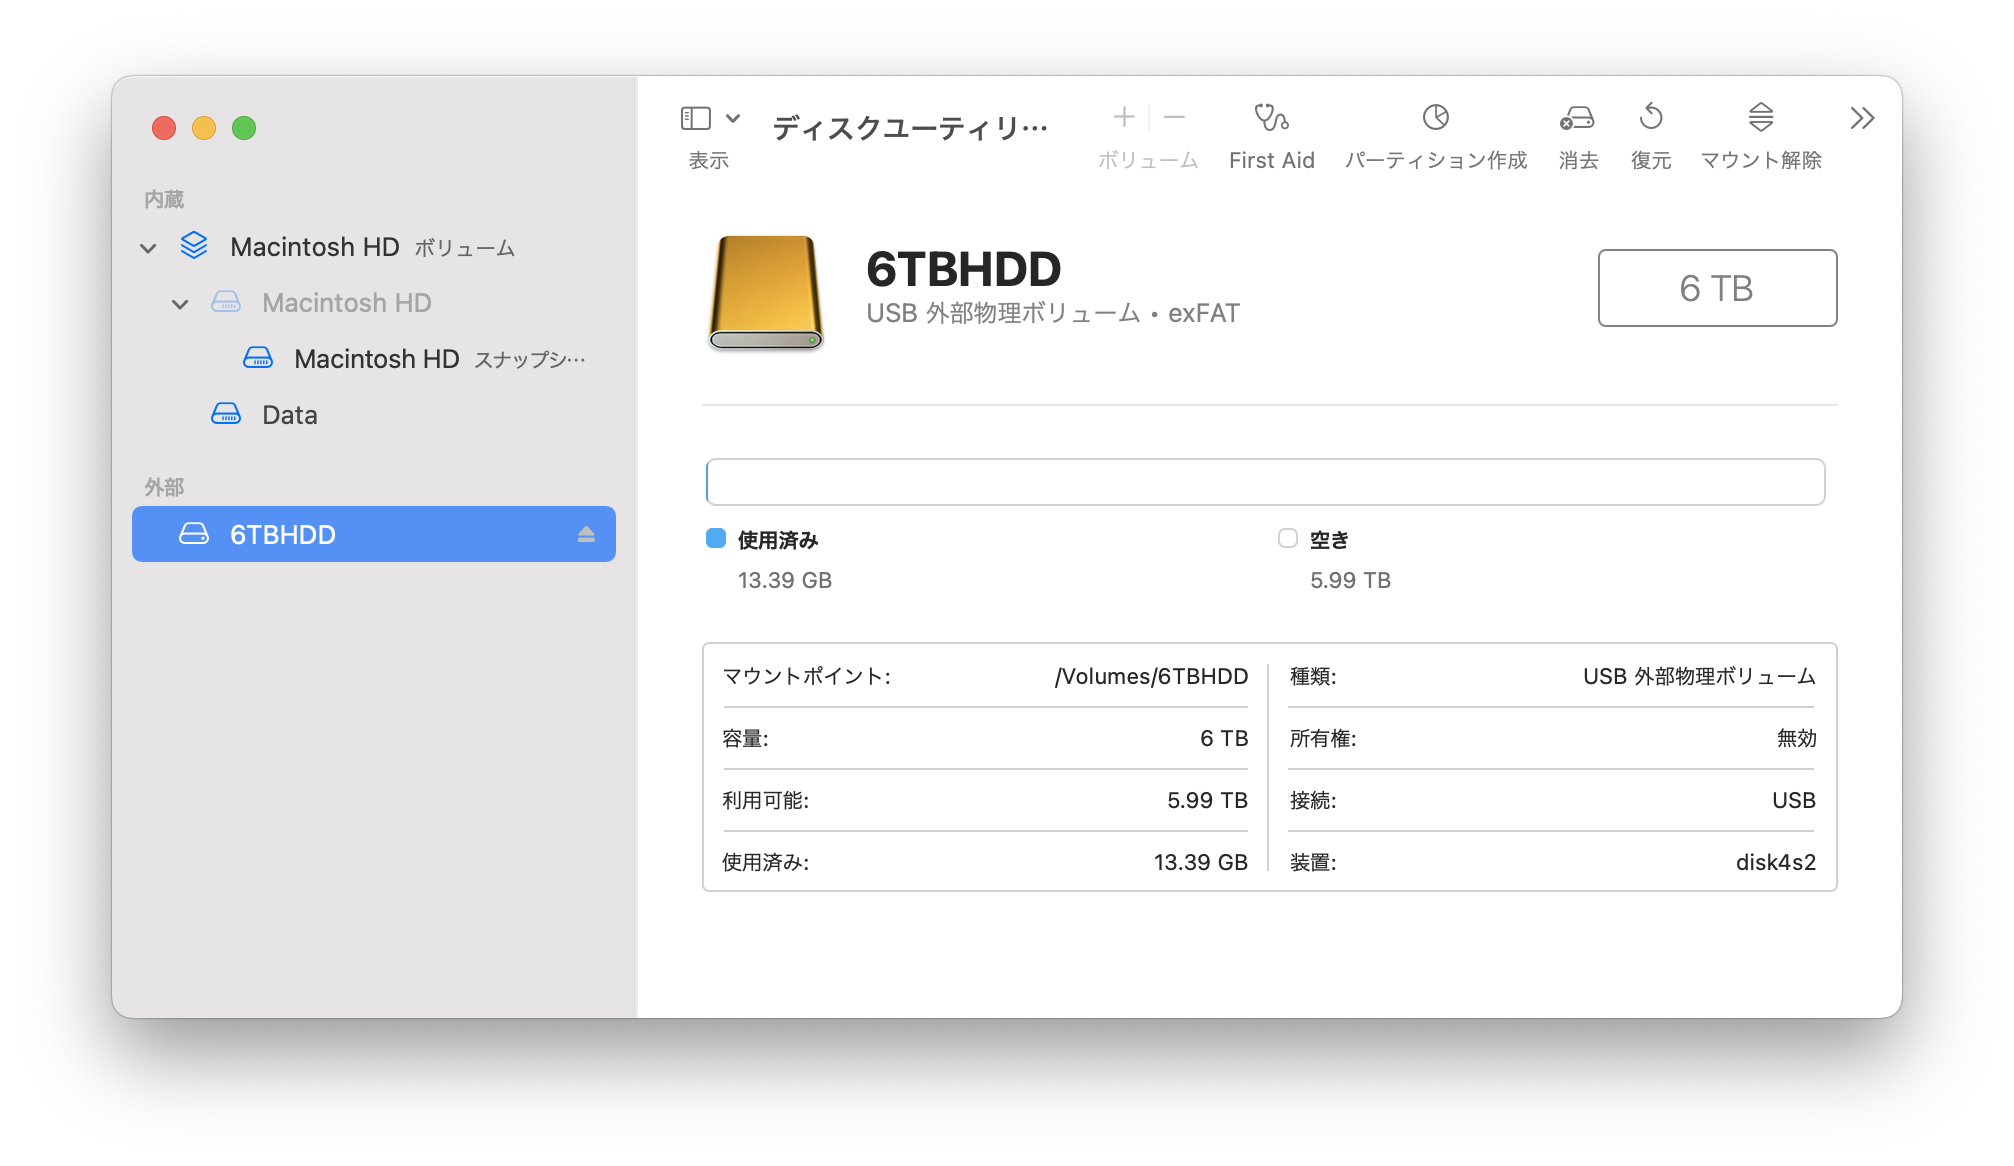 内蔵
Macintosh HD ボリューム
Macintosh HD
Macintosh HD スナップシ…
Data
外部
6TBHDD
表示
ディスクユーティリ…
ボリューム
First Aid
パーティション作成
消去
復元
マウント解除
6TBHDD
USB 外部物理ボリューム • exFAT
6 TB
使用済み
13.39 GB
空き
5.99 TB
マウントポイント: /Volumes/6TBHDD
容量: 6 TB
利用可能: 5.99 TB
使用済み: 13.39 GB
種類: USB 外部物理ボリューム
所有権: 無効
接続: USB
装置: disk4s2